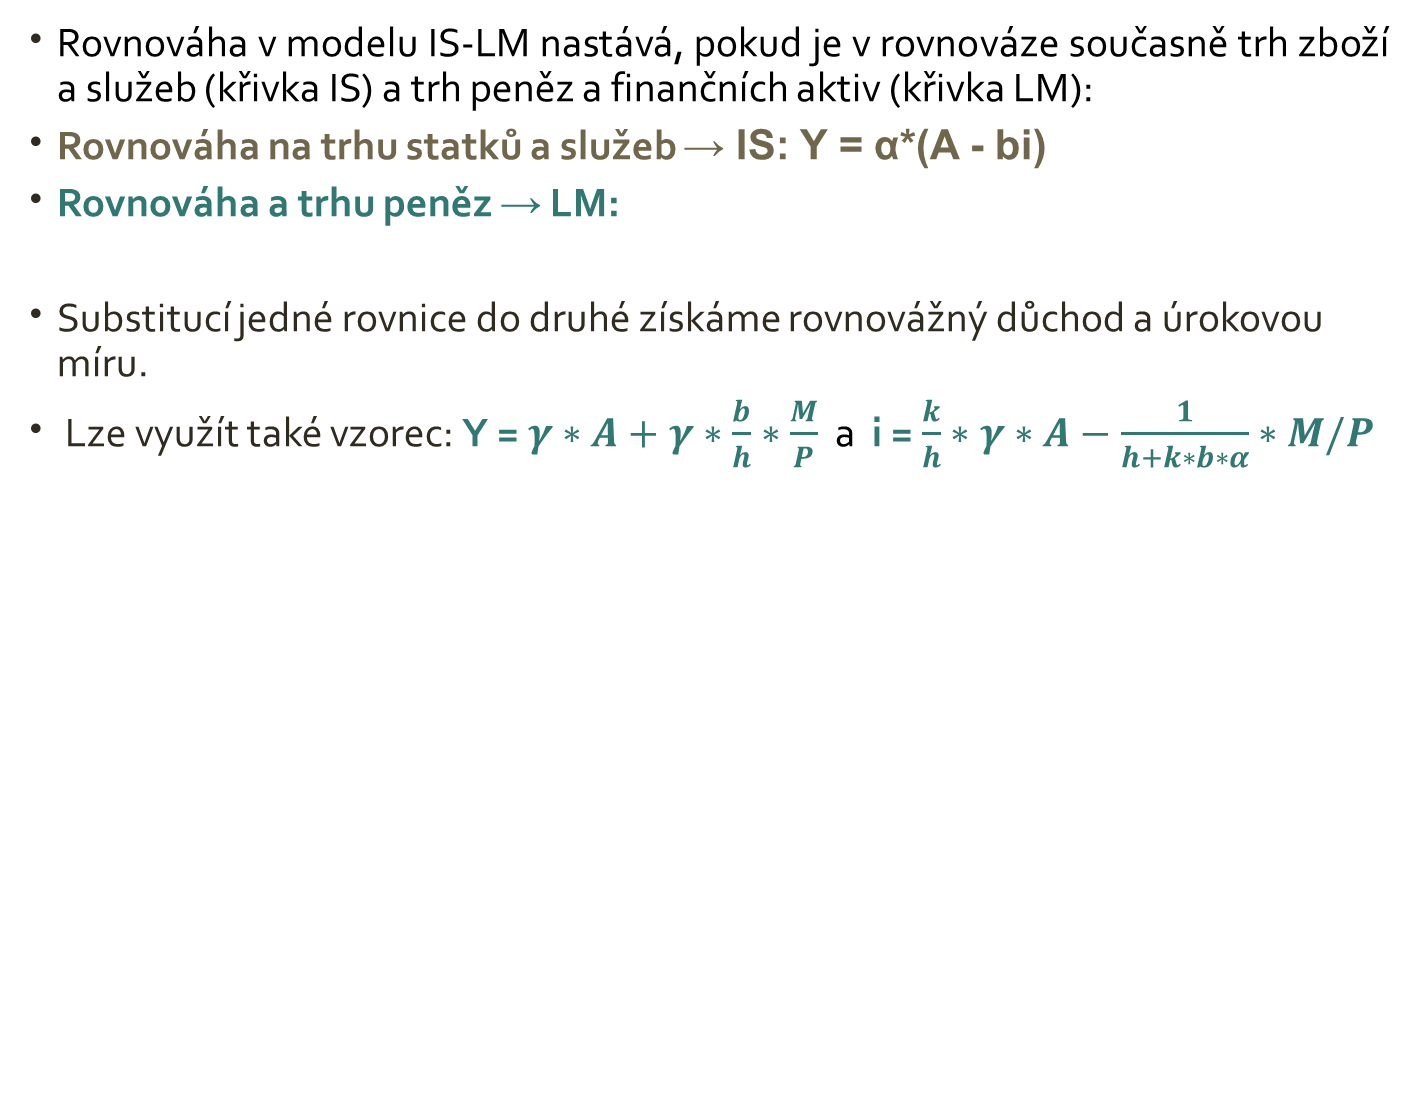 • Rovnováha v modelu IS-LM nastává, pokud je v rovnováze současně trh zboží
a služeb (křivka IS) a trh peněz a finančních aktiv (křivka LM):
• Rovnováha na trhu statků a služeb → IS: Y = α*(A - bi)
• Rovnováha a trhu peněz → LM:
• Substitucí jedné rovnice do druhé získáme rovnovážný důchod a úrokovou
míru.
• Lze využít také vzorec: Y = γ ∗ A + γ ∗ b/h ∗ M/P a i = k/h ∗ γ ∗ A − 1/(h+k∗b∗α) ∗ M/P